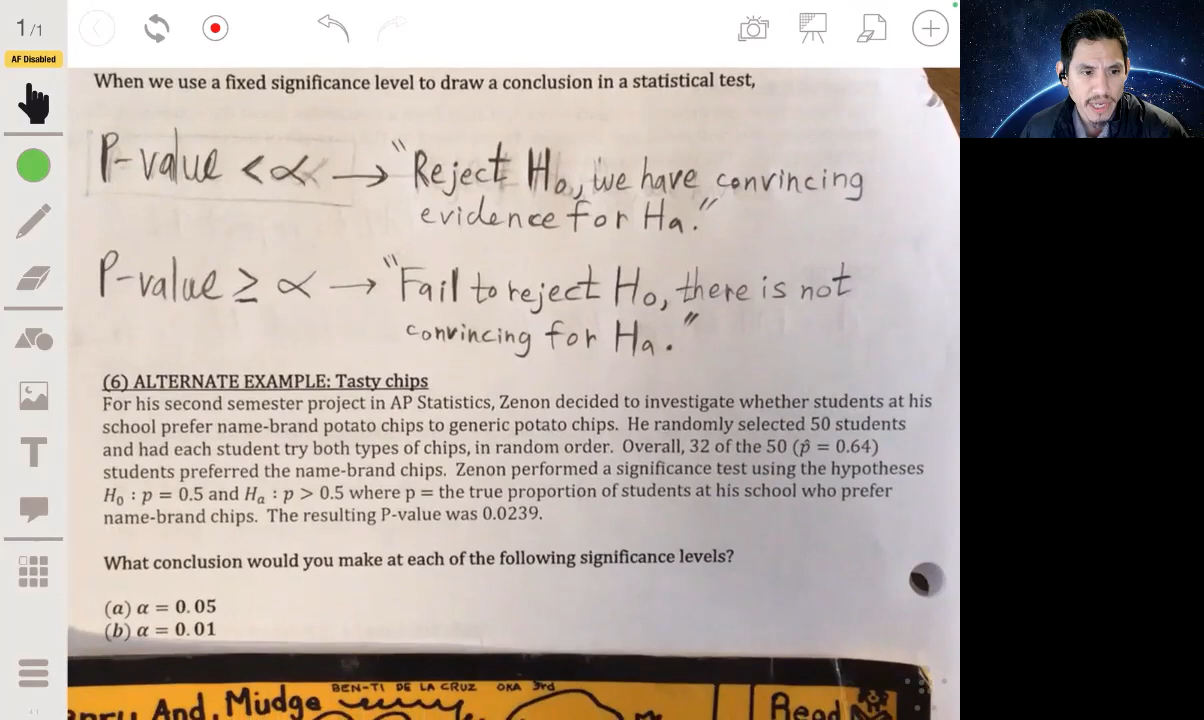 1/1
AF Disabled
When we use a fixed significance level to draw a conclusion in a statistical test,
P-value < α → "Reject H₀, we have convincing
evidence for Ha."
P-value ≥ α → "Fail to reject H₀, there is not
convincing for Ha."
(6) ALTERNATE EXAMPLE: Tasty chips
For his second semester project in AP Statistics, Zenon decided to investigate whether students at his
school prefer name-brand potato chips to generic potato chips. He randomly selected 50 students
and had each student try both types of chips, in random order. Overall, 32 of the 50 (p̂ = 0.64)
students preferred the name-brand chips. Zenon performed a significance test using the hypotheses
H₀ : p = 0.5 and Hₐ : p > 0.5 where p = the true proportion of students at his school who prefer
name-brand chips. The resulting P-value was 0.0239.
What conclusion would you make at each of the following significance levels?
(a) α = 0.05
(b) α = 0.01
BEN-TI DE LA CRUZ OKA 3rd
And Mudge
Read